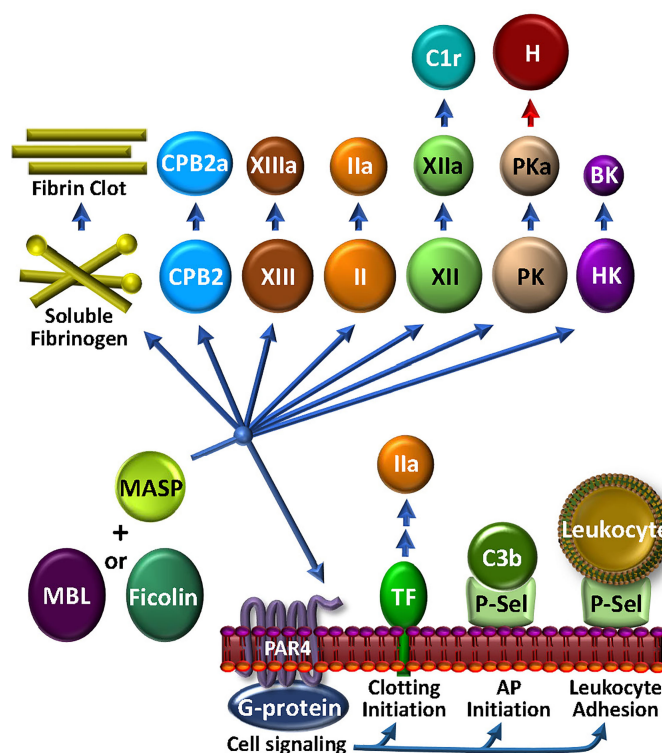 C1r H
CPB2a XIIIa IIa XIIa PKa BK
Fibrin Clot
CPB2 XIII II XII PK HK
Soluble
Fibrinogen
IIa
MASP
+
or
MBL Ficolin
Leukocyte
C3b
TF P-Sel P-Sel
PAR4
G-protein
Clotting
Initiation
AP
Initiation
Leukocyte
Adhesion
Cell signaling